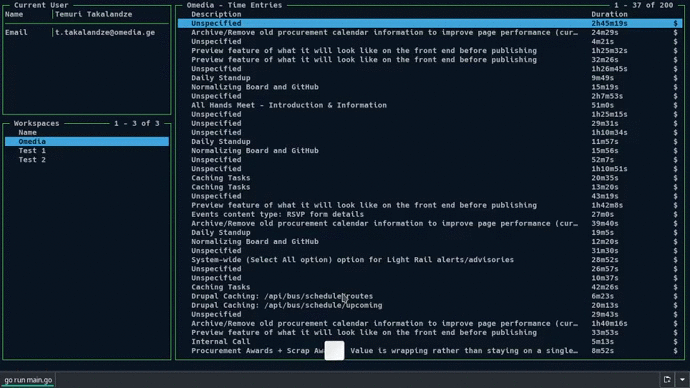 Current User
Name Temuri Takalandze
Email t.takalandze@omedia.ge
Workspaces 1 - 3 of 3
Name
Omedia
Test 1
Test 2
Omedia - Time Entries 1 - 37 of 200
Description Duration
Unspecified 2h45m19s $
Archive/Remove old procurement calendar information to improve page performance (cur… 24m29s $
Unspecified 4m21s $
Preview feature of what it will look like on the front end before publishing 1h25m32s $
Preview feature of what it will look like on the front end before publishing 32m26s $
Unspecified 1h26m45s $
Daily Standup 9m49s $
Normalizing Board and GitHub 15m19s $
Unspecified 2h7m53s $
All Hands Meet - Introduction & Information 51m0s $
Unspecified 1h25m15s $
Unspecified 29m31s $
Unspecified 1h10m34s $
Daily Standup 11m57s $
Normalizing Board and GitHub 15m56s $
Unspecified 52m7s $
Unspecified 1h10m51s $
Caching Tasks 20m35s $
Caching Tasks 13m20s $
Unspecified 43m19s $
Preview feature of what it will look like on the front end before publishing 1h42m8s $
Events content type: RSVP form details 27m0s $
Archive/Remove old procurement calendar information to improve page performance (cur… 39m40s $
Daily Standup 19m5s $
Normalizing Board and GitHub 12m20s $
Unspecified 31m30s $
System-wide (Select All option) option for Light Rail alerts/advisories 28m52s $
Unspecified 26m57s $
Unspecified 10m37s $
Caching Tasks 42m26s $
Drupal Caching: /api/bus/schedule/routes 6m23s $
Drupal Caching: /api/bus/schedule/upcoming 20m13s $
Unspecified 29m43s $
Archive/Remove old procurement calendar information to improve page performance (cur… 1h40m16s $
Preview feature of what it will look like on the front end before publishing 33m53s $
Internal Call 5m13s $
Procurement Awards + Scrap Aw Value is wrapping rather than staying on a single… 8m52s $
go run main.go